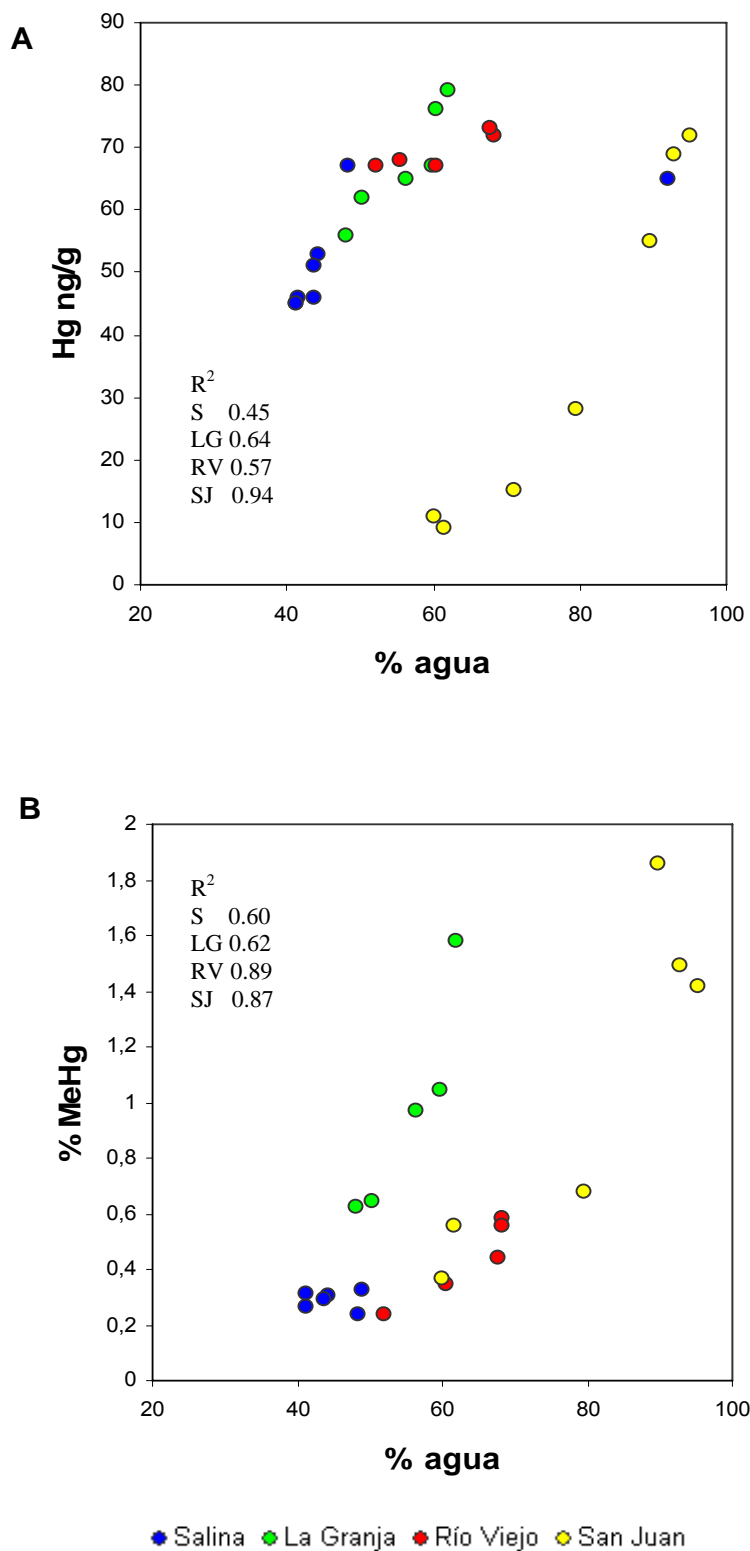 A
90
80
70
60
50
40
30
20
10
0
Hg ng/g
R²
S 0.45
LG 0.64
RV 0.57
SJ 0.94
20 40 60 80 100
% agua
B
2
1,8
1,6
1,4
1,2
1
0,8
0,6
0,4
0,2
0
% MeHg
R²
S 0.60
LG 0.62
RV 0.89
SJ 0.87
20 40 60 80 100
% agua
Salina La Granja Río Viejo San Juan